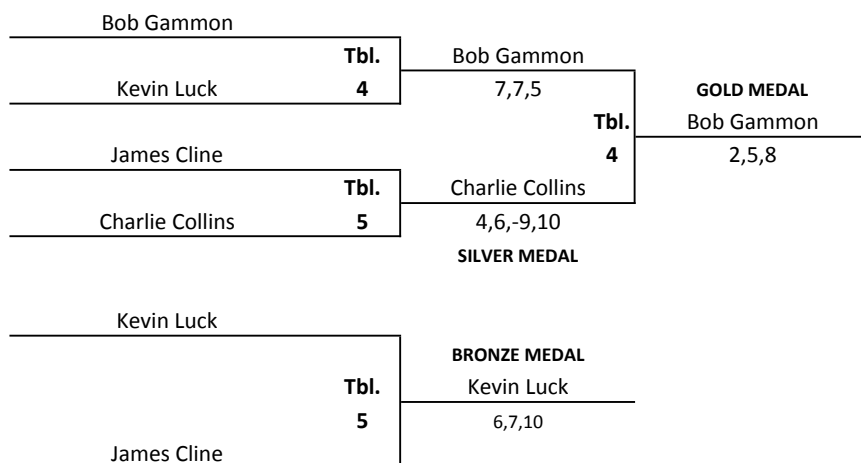 Bob Gammon
Tbl. Bob Gammon
Kevin Luck 4 7,7,5 GOLD MEDAL
Tbl. Bob Gammon
James Cline 4 2,5,8
Tbl. Charlie Collins
Charlie Collins 5 4,6,-9,10
SILVER MEDAL
Kevin Luck
BRONZE MEDAL
Tbl. Kevin Luck
5 6,7,10
James Cline